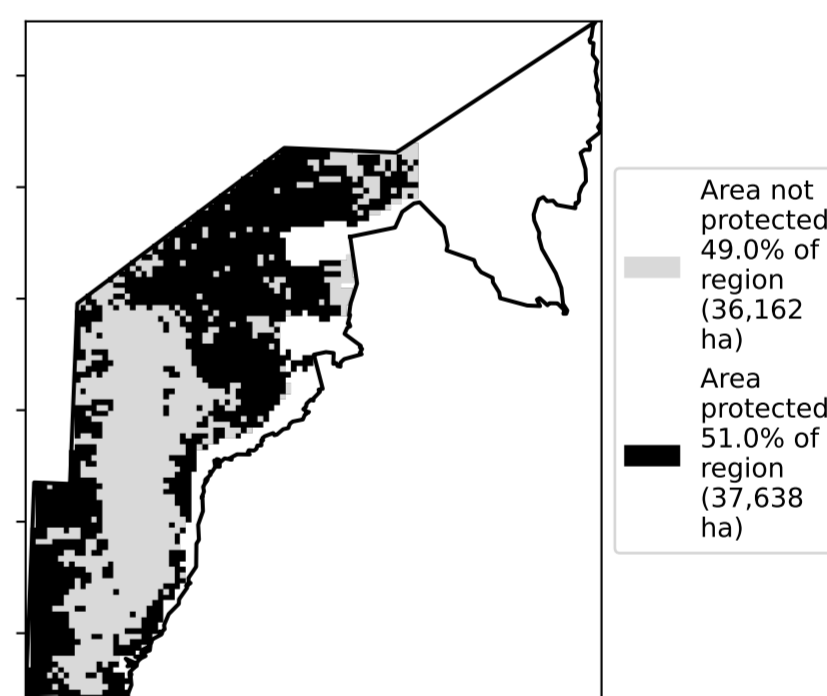 Area not
protected
49.0% of
region
(36,162
ha)
Area
protected
51.0% of
region
(37,638
ha)